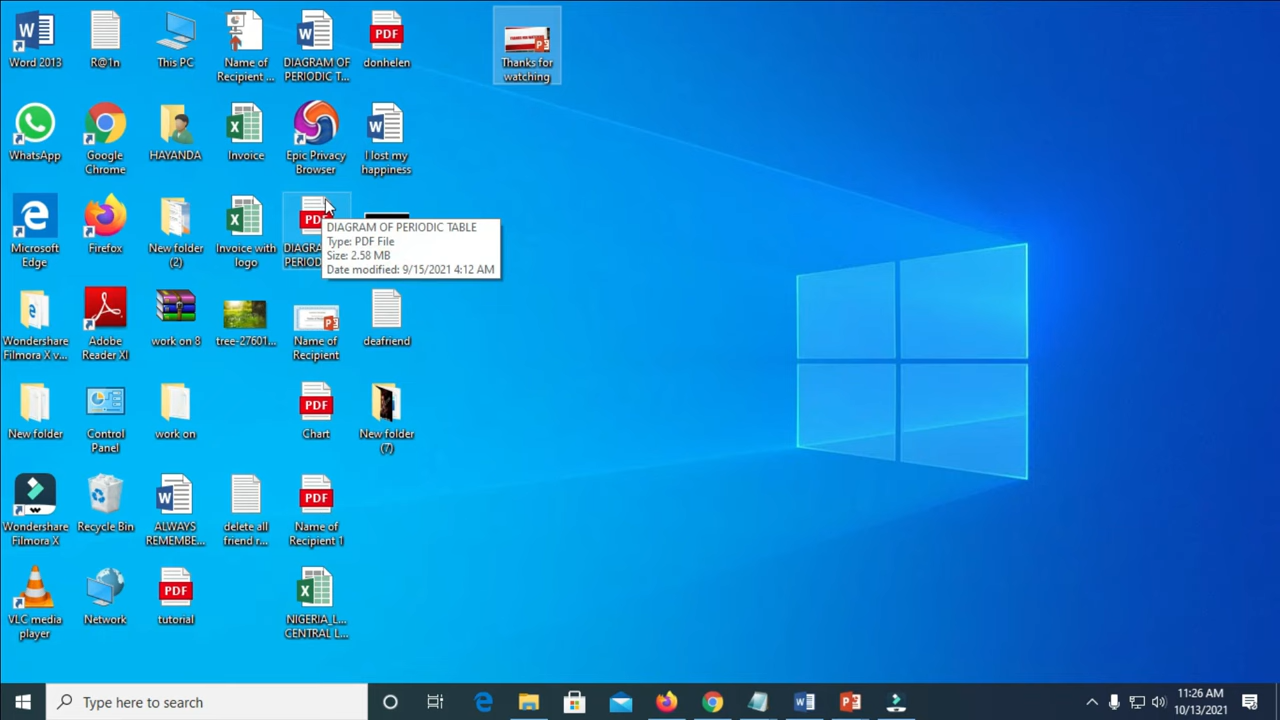 Word 2013
R@1n
This PC
Name of
Recipient ...
DIAGRAM OF
PERIODIC T...
PDF
donhelen
Thanks for
watching
WhatsApp
Google
Chrome
HAYANDA
Invoice
Epic Privacy
Browser
I lost my
happiness
Microsoft
Edge
Firefox
New folder
(2)
Invoice with
logo
PDF
DIAGRA
PERIOD
DIAGRAM OF PERIODIC TABLE
Type: PDF File
Size: 2.58 MB
Date modified: 9/15/2021 4:12 AM
Wondershare
Filmora X v...
Adobe
Reader XI
work on 8
tree-27601...
Name of
Recipient
deafriend
New folder
Control
Panel
work on
PDF
Chart
New folder
(7)
Wondershare
Filmora X
Recycle Bin
ALWAYS
REMEMBE...
delete all
friend r...
PDF
Name of
Recipient 1
VLC media
player
Network
PDF
tutorial
NIGERIA_L...
CENTRAL L...
Type here to search
11:26 AM
10/13/2021